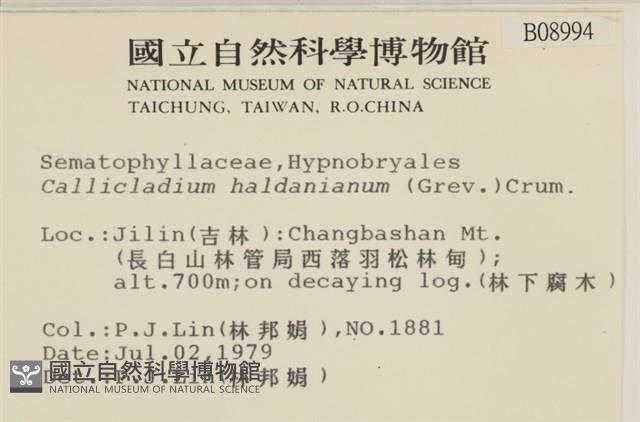 B08994
國立自然科學博物館
NATIONAL MUSEUM OF NATURAL SCIENCE
TAICHUNG, TAIWAN, R.O.CHINA
Sematophyllaceae,Hypnobryales
Callicladium haldanianum (Grev.)Crum.
Loc.:Jilin(吉林):Changbashan Mt.
(長白山林管局西落羽松林甸);
alt.700m;on decaying log.(林下腐木)
Col.:P.J.Lin(林邦娟),NO.1881
Date:Jul.02,1979
Det.:P.J.Lin(林邦娟)
國立自然科學博物館
NATIONAL MUSEUM OF NATURAL SCIENCE